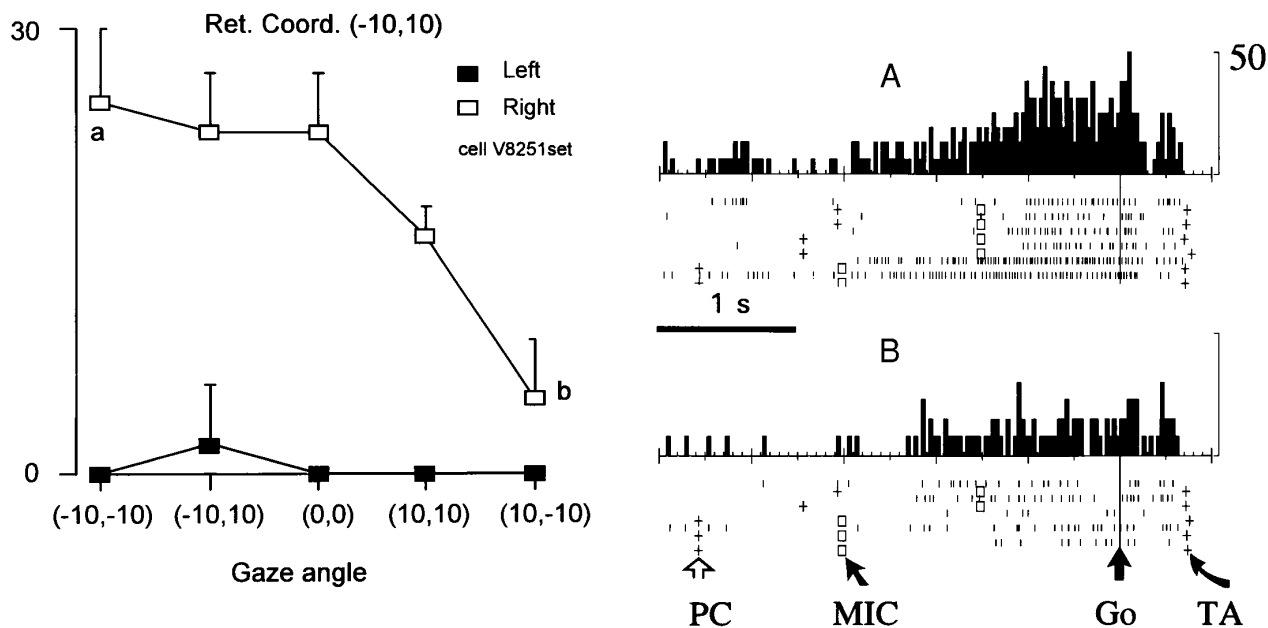 Ret. Coord. (-10,10)
30
Left
Right
cell V8251set
a
b
0
(-10,-10) (-10,10) (0,0) (10,10) (10,-10)
Gaze angle
A
50
1 s
B
PC MIC Go TA